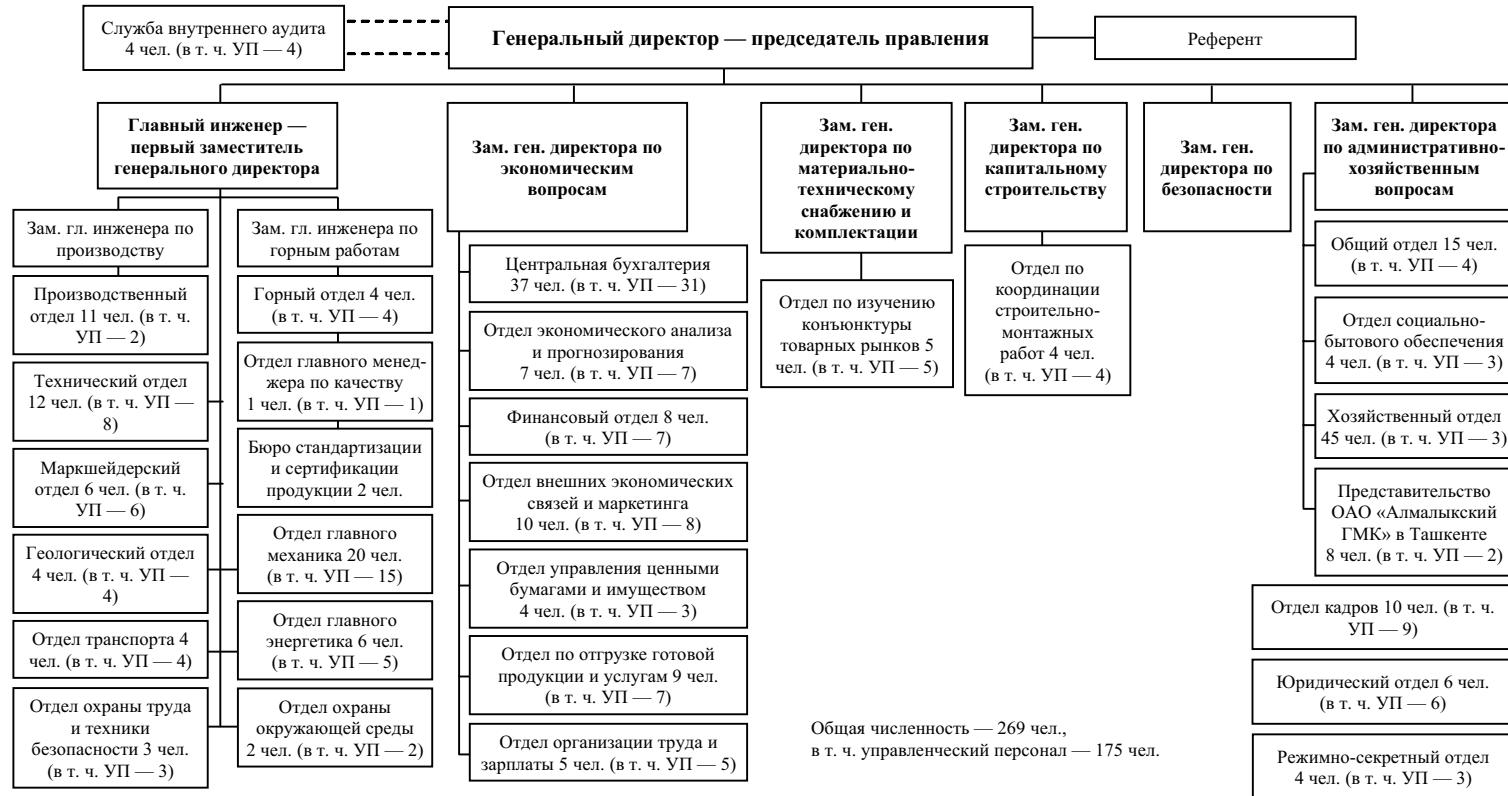 Служба внутреннего аудита
4 чел. (в т. ч. УП — 4)
Генеральный директор — председатель правления
Референт
Главный инженер —
первый заместитель
генерального директора
Зам. ген. директора по
экономическим
вопросам
Зам. ген.
директора по
материально-
техническому
снабжению и
комплектации
Зам. ген.
директора по
капитальному
строительству
Зам. ген.
директора по
безопасности
Зам. ген. директора
по административно-
хозяйственным
вопросам
Зам. гл. инженера по
производству
Производственный
отдел 11 чел. (в т. ч.
УП — 2)
Технический отдел
12 чел. (в т. ч. УП —
8)
Маркшейдерский
отдел 6 чел. (в т. ч.
УП — 6)
Геологический отдел
4 чел. (в т. ч. УП —
4)
Отдел транспорта 4
чел. (в т. ч. УП — 4)
Отдел охраны труда
и техники
безопасности 3 чел.
(в т. ч. УП — 3)
Зам. гл. инженера по
горным работам
Горный отдел 4 чел.
(в т. ч. УП — 4)
Отдел главного менед-
жера по качеству
1 чел. (в т. ч. УП — 1)
Бюро стандартизации
и сертификации
продукции 2 чел.
Отдел главного
механика 20 чел.
(в т. ч. УП — 15)
Отдел главного
энергетика 6 чел.
(в т. ч. УП — 5)
Отдел охраны
окружающей среды
2 чел. (в т. ч. УП — 2)
Центральная бухгалтерия
37 чел. (в т. ч. УП — 31)
Отдел экономического анализа
и прогнозирования
7 чел. (в т. ч. УП — 7)
Финансовый отдел 8 чел.
(в т. ч. УП — 7)
Отдел внешних экономических
связей и маркетинга
10 чел. (в т. ч. УП — 8)
Отдел управления ценными
бумагами и имуществом
4 чел. (в т. ч. УП — 3)
Отдел по отгрузке готовой
продукции и услугам 9 чел.
(в т. ч. УП — 7)
Отдел организации труда и
зарплаты 5 чел. (в т. ч. УП — 5)
Отдел по изучению
конъюнктуры
товарных рынков 5
чел. (в т. ч. УП — 5)
Отдел по
координации
строительно-
монтажных
работ 4 чел.
(в т. ч. УП — 4)
Общий отдел 15 чел.
(в т. ч. УП — 4)
Отдел социально-
бытового обеспечения
4 чел. (в т. ч. УП — 3)
Хозяйственный отдел
45 чел. (в т. ч. УП — 3)
Представительство
ОАО «Алмалыкский
ГМК» в Ташкенте
8 чел. (в т. ч. УП — 2)
Отдел кадров 10 чел. (в т. ч.
УП — 9)
Юридический отдел 6 чел.
(в т. ч. УП — 6)
Режимно-секретный отдел
4 чел. (в т. ч. УП — 3)
Общая численность — 269 чел.,
в т. ч. управленческий персонал — 175 чел.